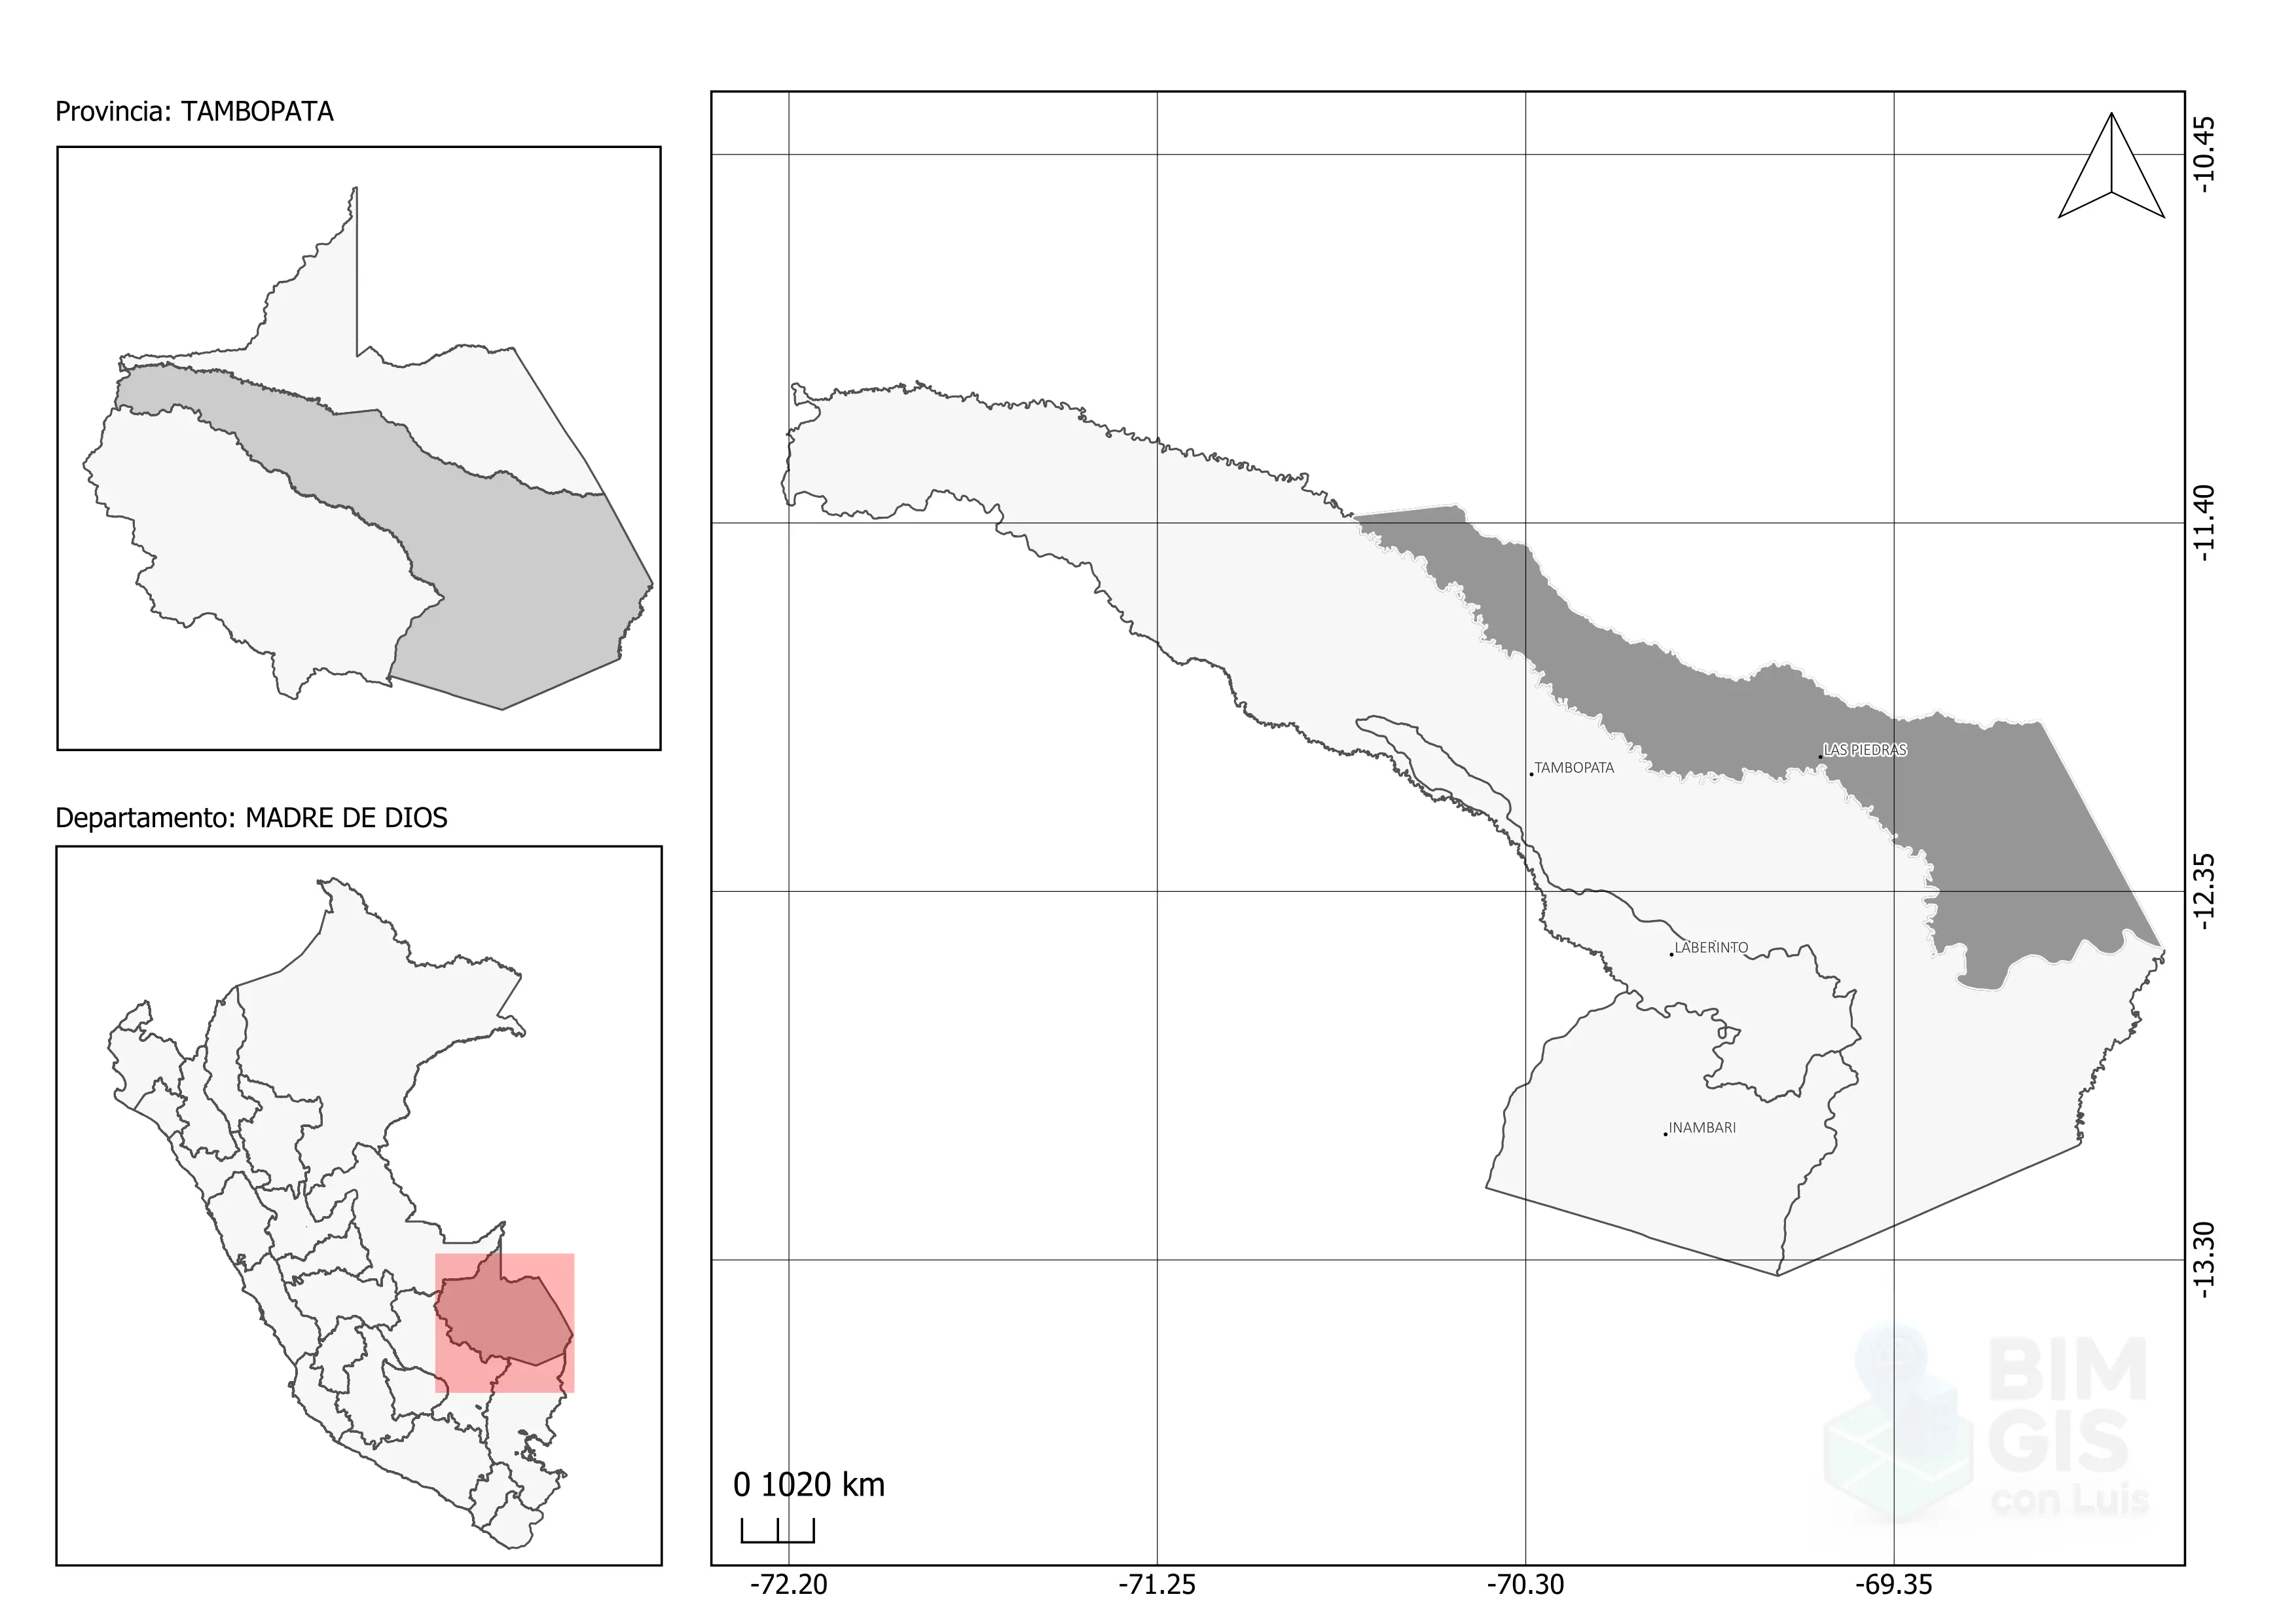 Provincia: TAMBOPATA
Departamento: MADRE DE DIOS
-10.45
-11.40
LAS PIEDRAS
TAMBOPATA
-12.35
LABERINTO
INAMBARI
-13.30
BIM
GIS
con Luis
0 1020 km
-72.20 -71.25 -70.30 -69.35